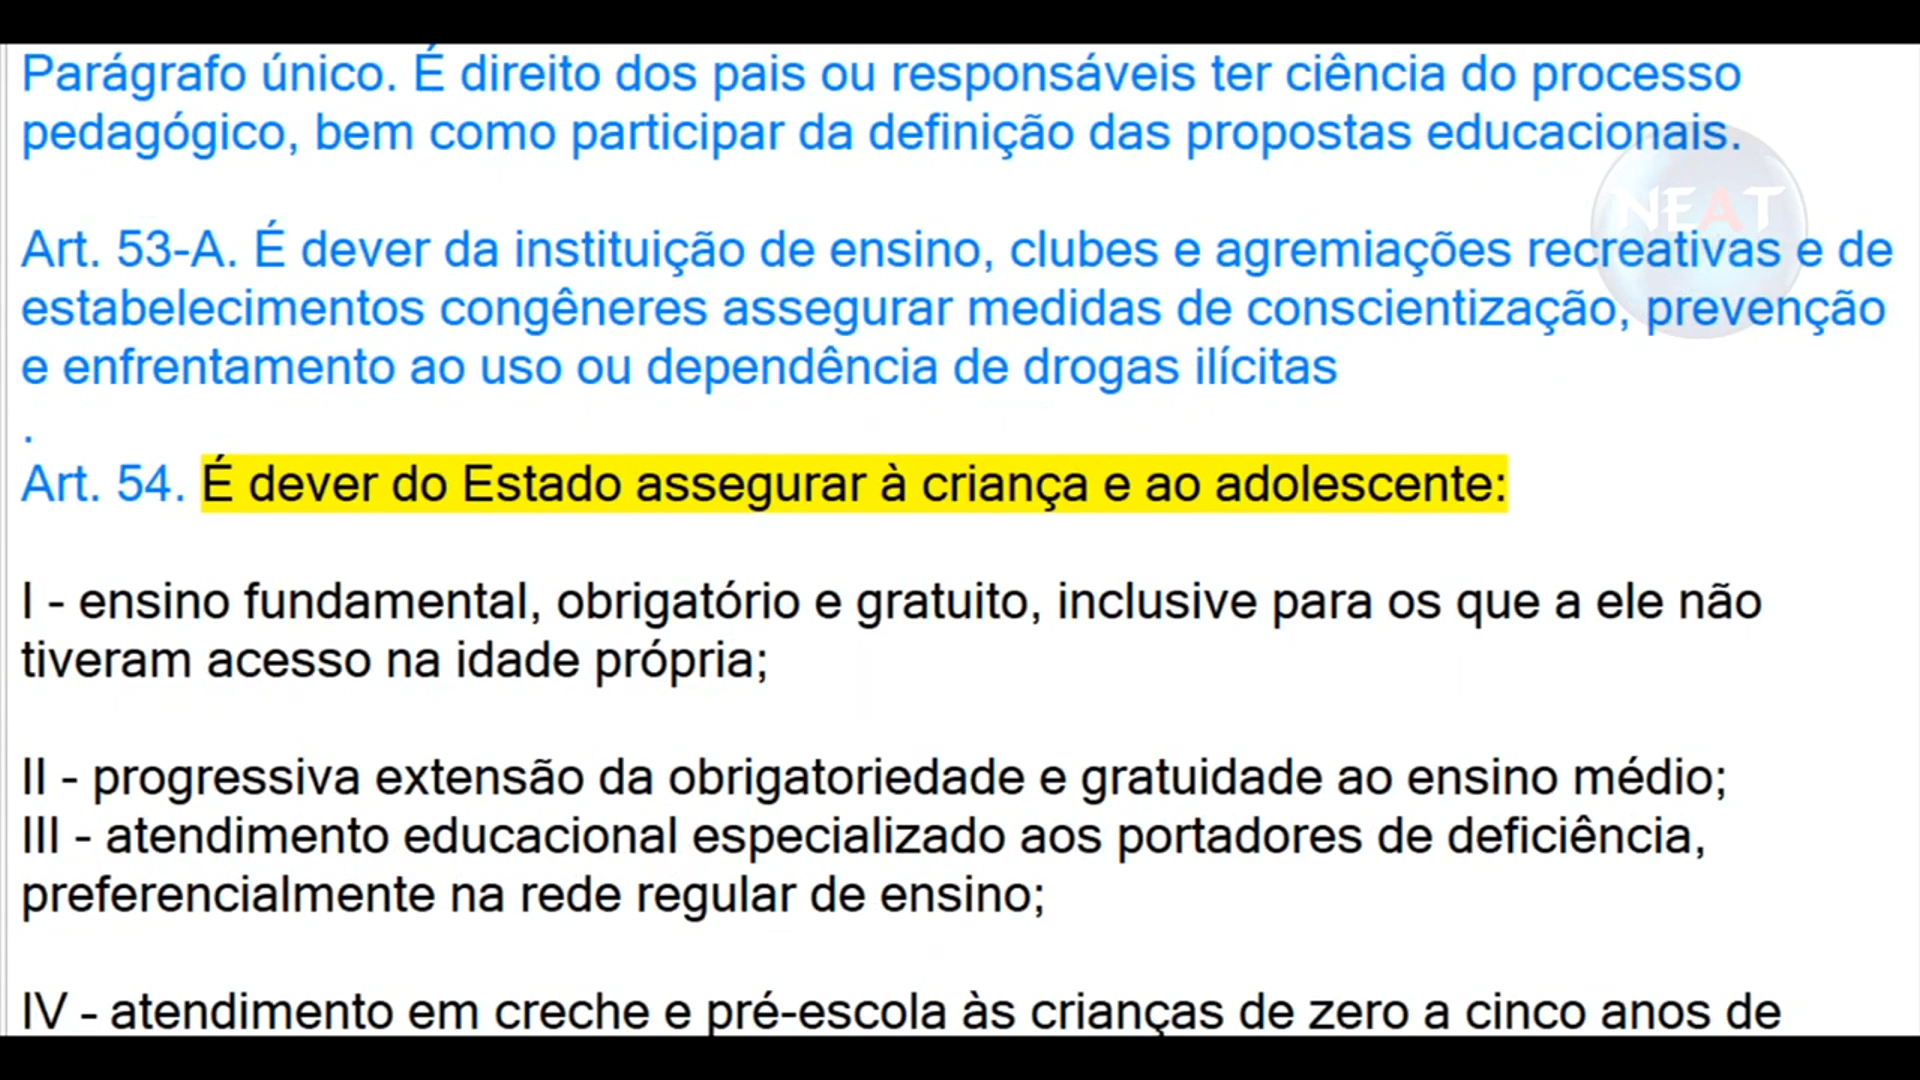 Parágrafo único. É direito dos pais ou responsáveis ter ciência do processo
pedagógico, bem como participar da definição das propostas educacionais.
NEAT
Art. 53-A. É dever da instituição de ensino, clubes e agremiações recreativas e de
estabelecimentos congêneres assegurar medidas de conscientização, prevenção
e enfrentamento ao uso ou dependência de drogas ilícitas
.
Art. 54. É dever do Estado assegurar à criança e ao adolescente:
I - ensino fundamental, obrigatório e gratuito, inclusive para os que a ele não
tiveram acesso na idade própria;
II - progressiva extensão da obrigatoriedade e gratuidade ao ensino médio;
III - atendimento educacional especializado aos portadores de deficiência,
preferencialmente na rede regular de ensino;
IV - atendimento em creche e pré-escola às crianças de zero a cinco anos de